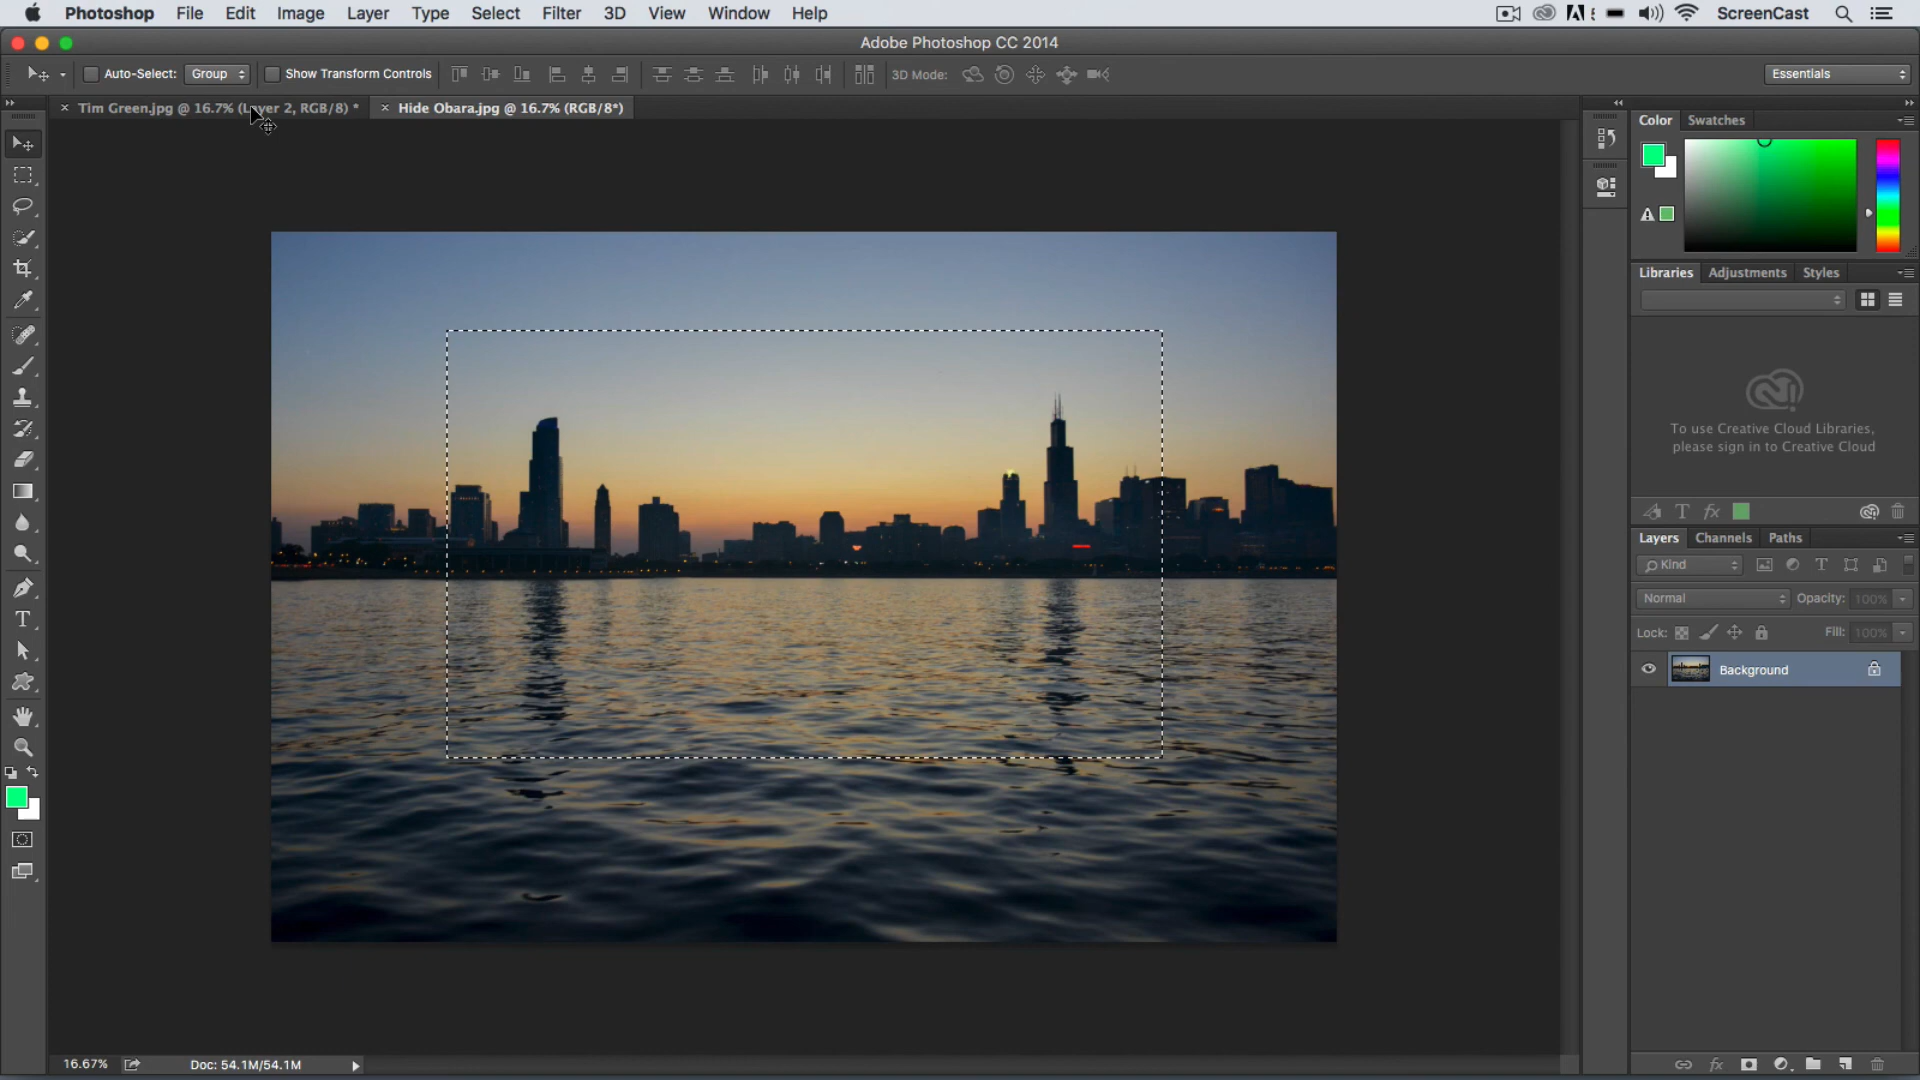 Photoshop File Edit Image Layer Type Select Filter 3D View Window Help ScreenCast
Adobe Photoshop CC 2014
Auto-Select: Group Show Transform Controls 3D Mode: Essentials
Tim Green.jpg @ 16.7% (Layer 2, RGB/8) * Hide Obara.jpg @ 16.7% (RGB/8*)
Color Swatches
Libraries Adjustments Styles
To use Creative Cloud Libraries,
please sign in to Creative Cloud
Layers Channels Paths
Kind
Normal Opacity: 100%
Lock: Fill: 100%
Background
16.67% Doc: 54.1M/54.1M